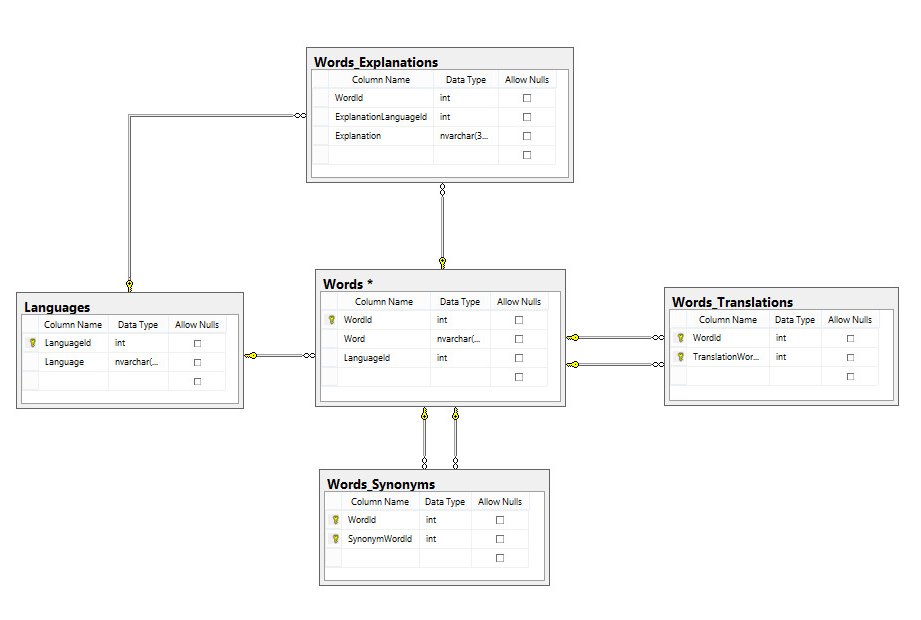 Words_Explanations
Column Name Data Type Allow Nulls
WordId int
ExplanationLanguageId int
Explanation nvarchar(3...
Languages
Column Name Data Type Allow Nulls
LanguageId int
Language nvarchar(...
Words *
Column Name Data Type Allow Nulls
WordId int
Word nvarchar(...
LanguageId int
Words_Translations
Column Name Data Type Allow Nulls
WordId int
TranslationWor... int
Words_Synonyms
Column Name Data Type Allow Nulls
WordId int
SynonymWordId int